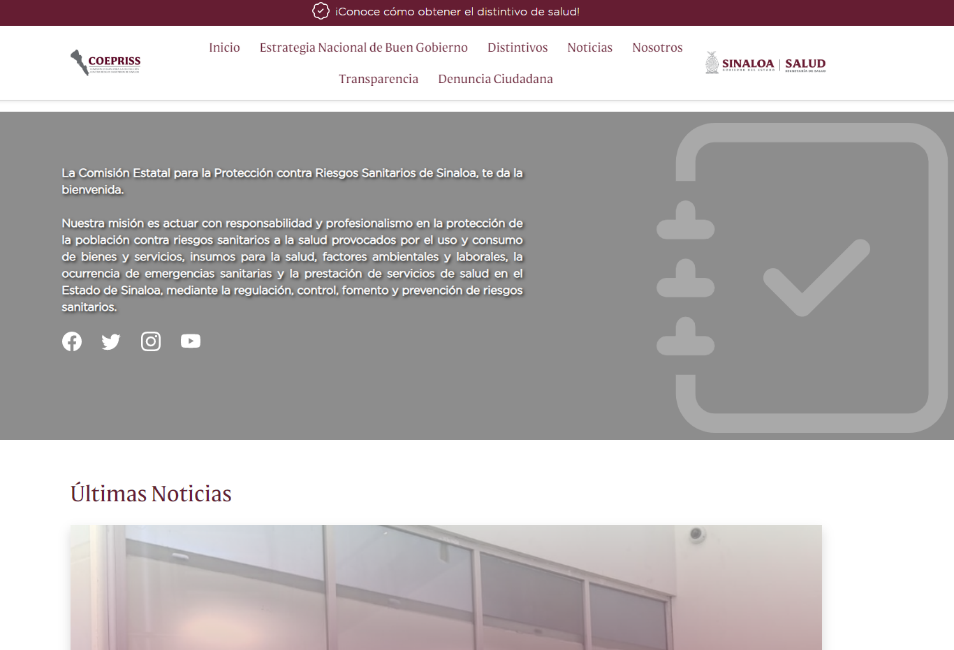 ¡Conoce cómo obtener el distintivo de salud!
COEPRISS
Inicio Estrategia Nacional de Buen Gobierno Distintivos Noticias Nosotros
Transparencia Denuncia Ciudadana
SINALOA | SALUD
La Comisión Estatal para la Protección contra Riesgos Sanitarios de Sinaloa, te da la
bienvenida.
Nuestra misión es actuar con responsabilidad y profesionalismo en la protección de
la población contra riesgos sanitarios a la salud provocados por el uso y consumo
de bienes y servicios, insumos para la salud, factores ambientales y laborales, la
ocurrencia de emergencias sanitarias y la prestación de servicios de salud en el
Estado de Sinaloa, mediante la regulación, control, fomento y prevención de riesgos
sanitarios.
Últimas Noticias